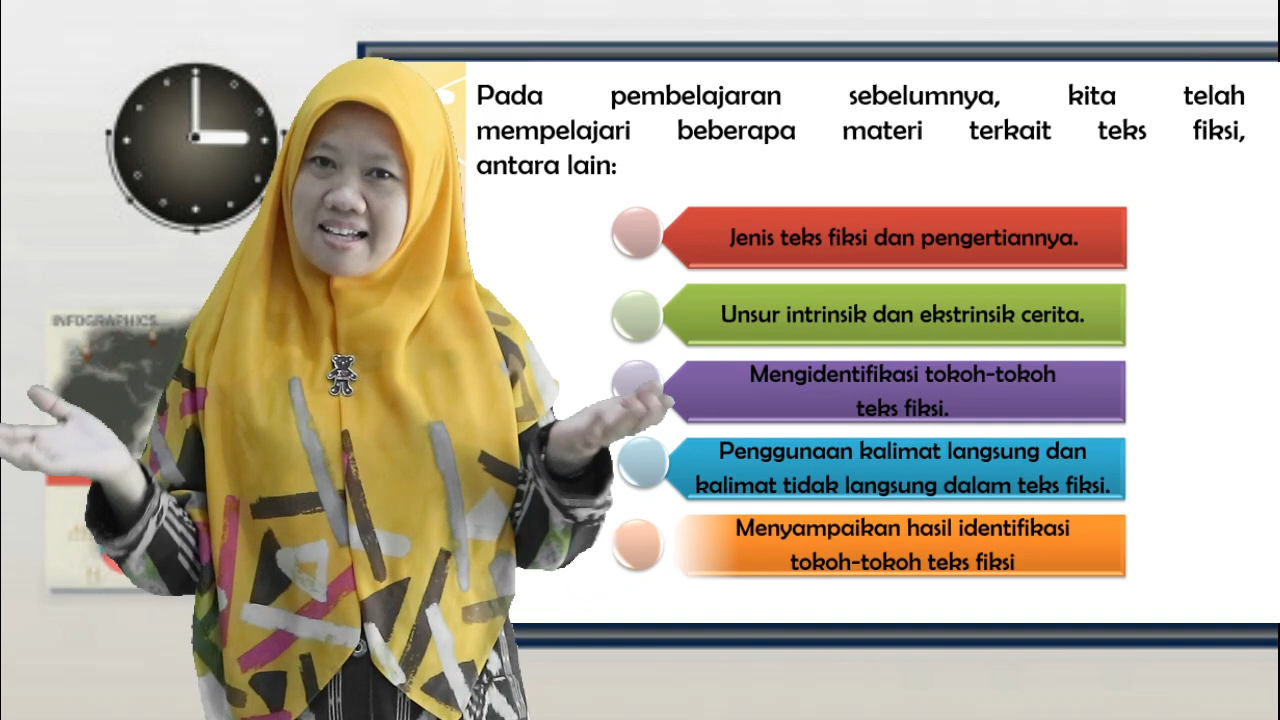 Pada pembelajaran sebelumnya, kita telah
mempelajari beberapa materi terkait teks fiksi,
antara lain:
Jenis teks fiksi dan pengertiannya.
Unsur intrinsik dan ekstrinsik cerita.
Mengidentifikasi tokoh-tokoh
teks fiksi.
Penggunaan kalimat langsung dan
kalimat tidak langsung dalam teks fiksi.
Menyampaikan hasil identifikasi
tokoh-tokoh teks fiksi
INFOGRAPHICS